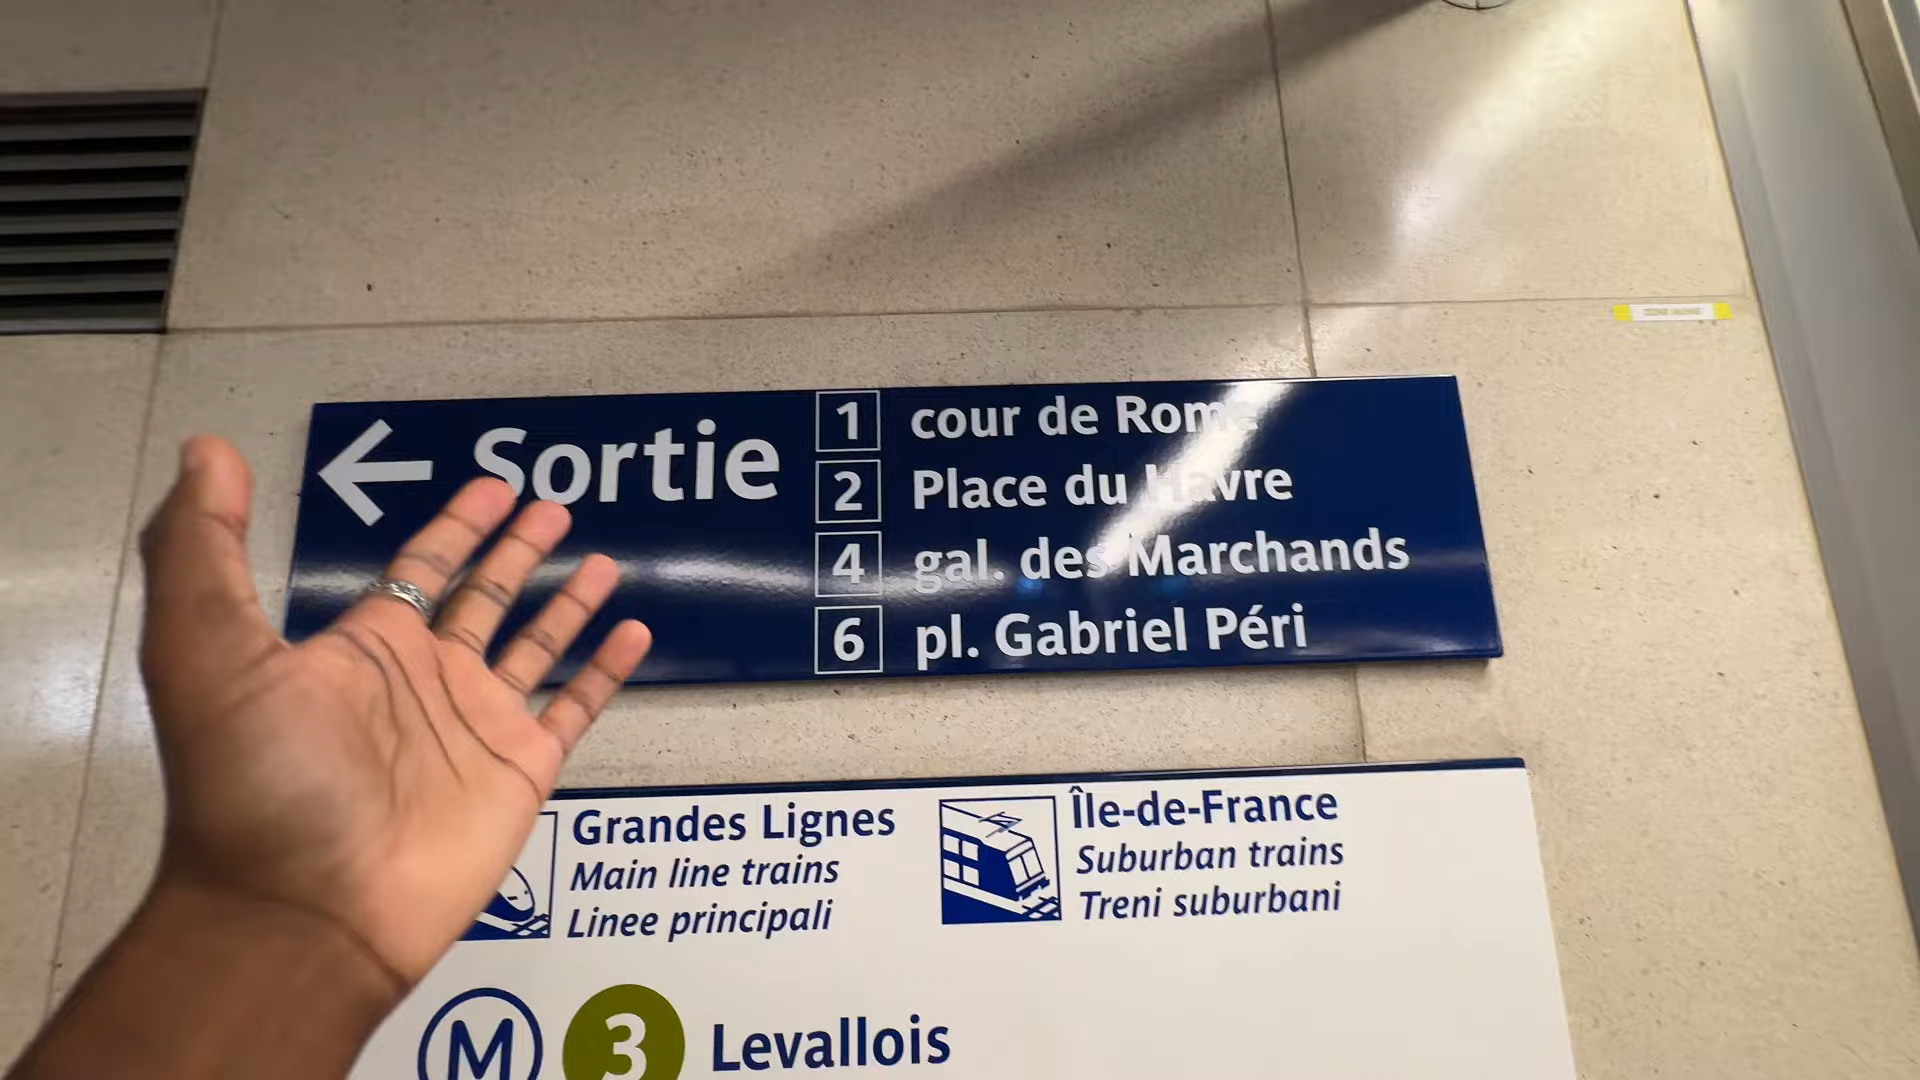 ← Sortie
1 cour de Rome
2 Place du Havre
4 gal. des Marchands
6 pl. Gabriel Péri
Grandes Lignes
Main line trains
Linee principali
Île-de-France
Suburban trains
Treni suburbani
M 3 Levallois